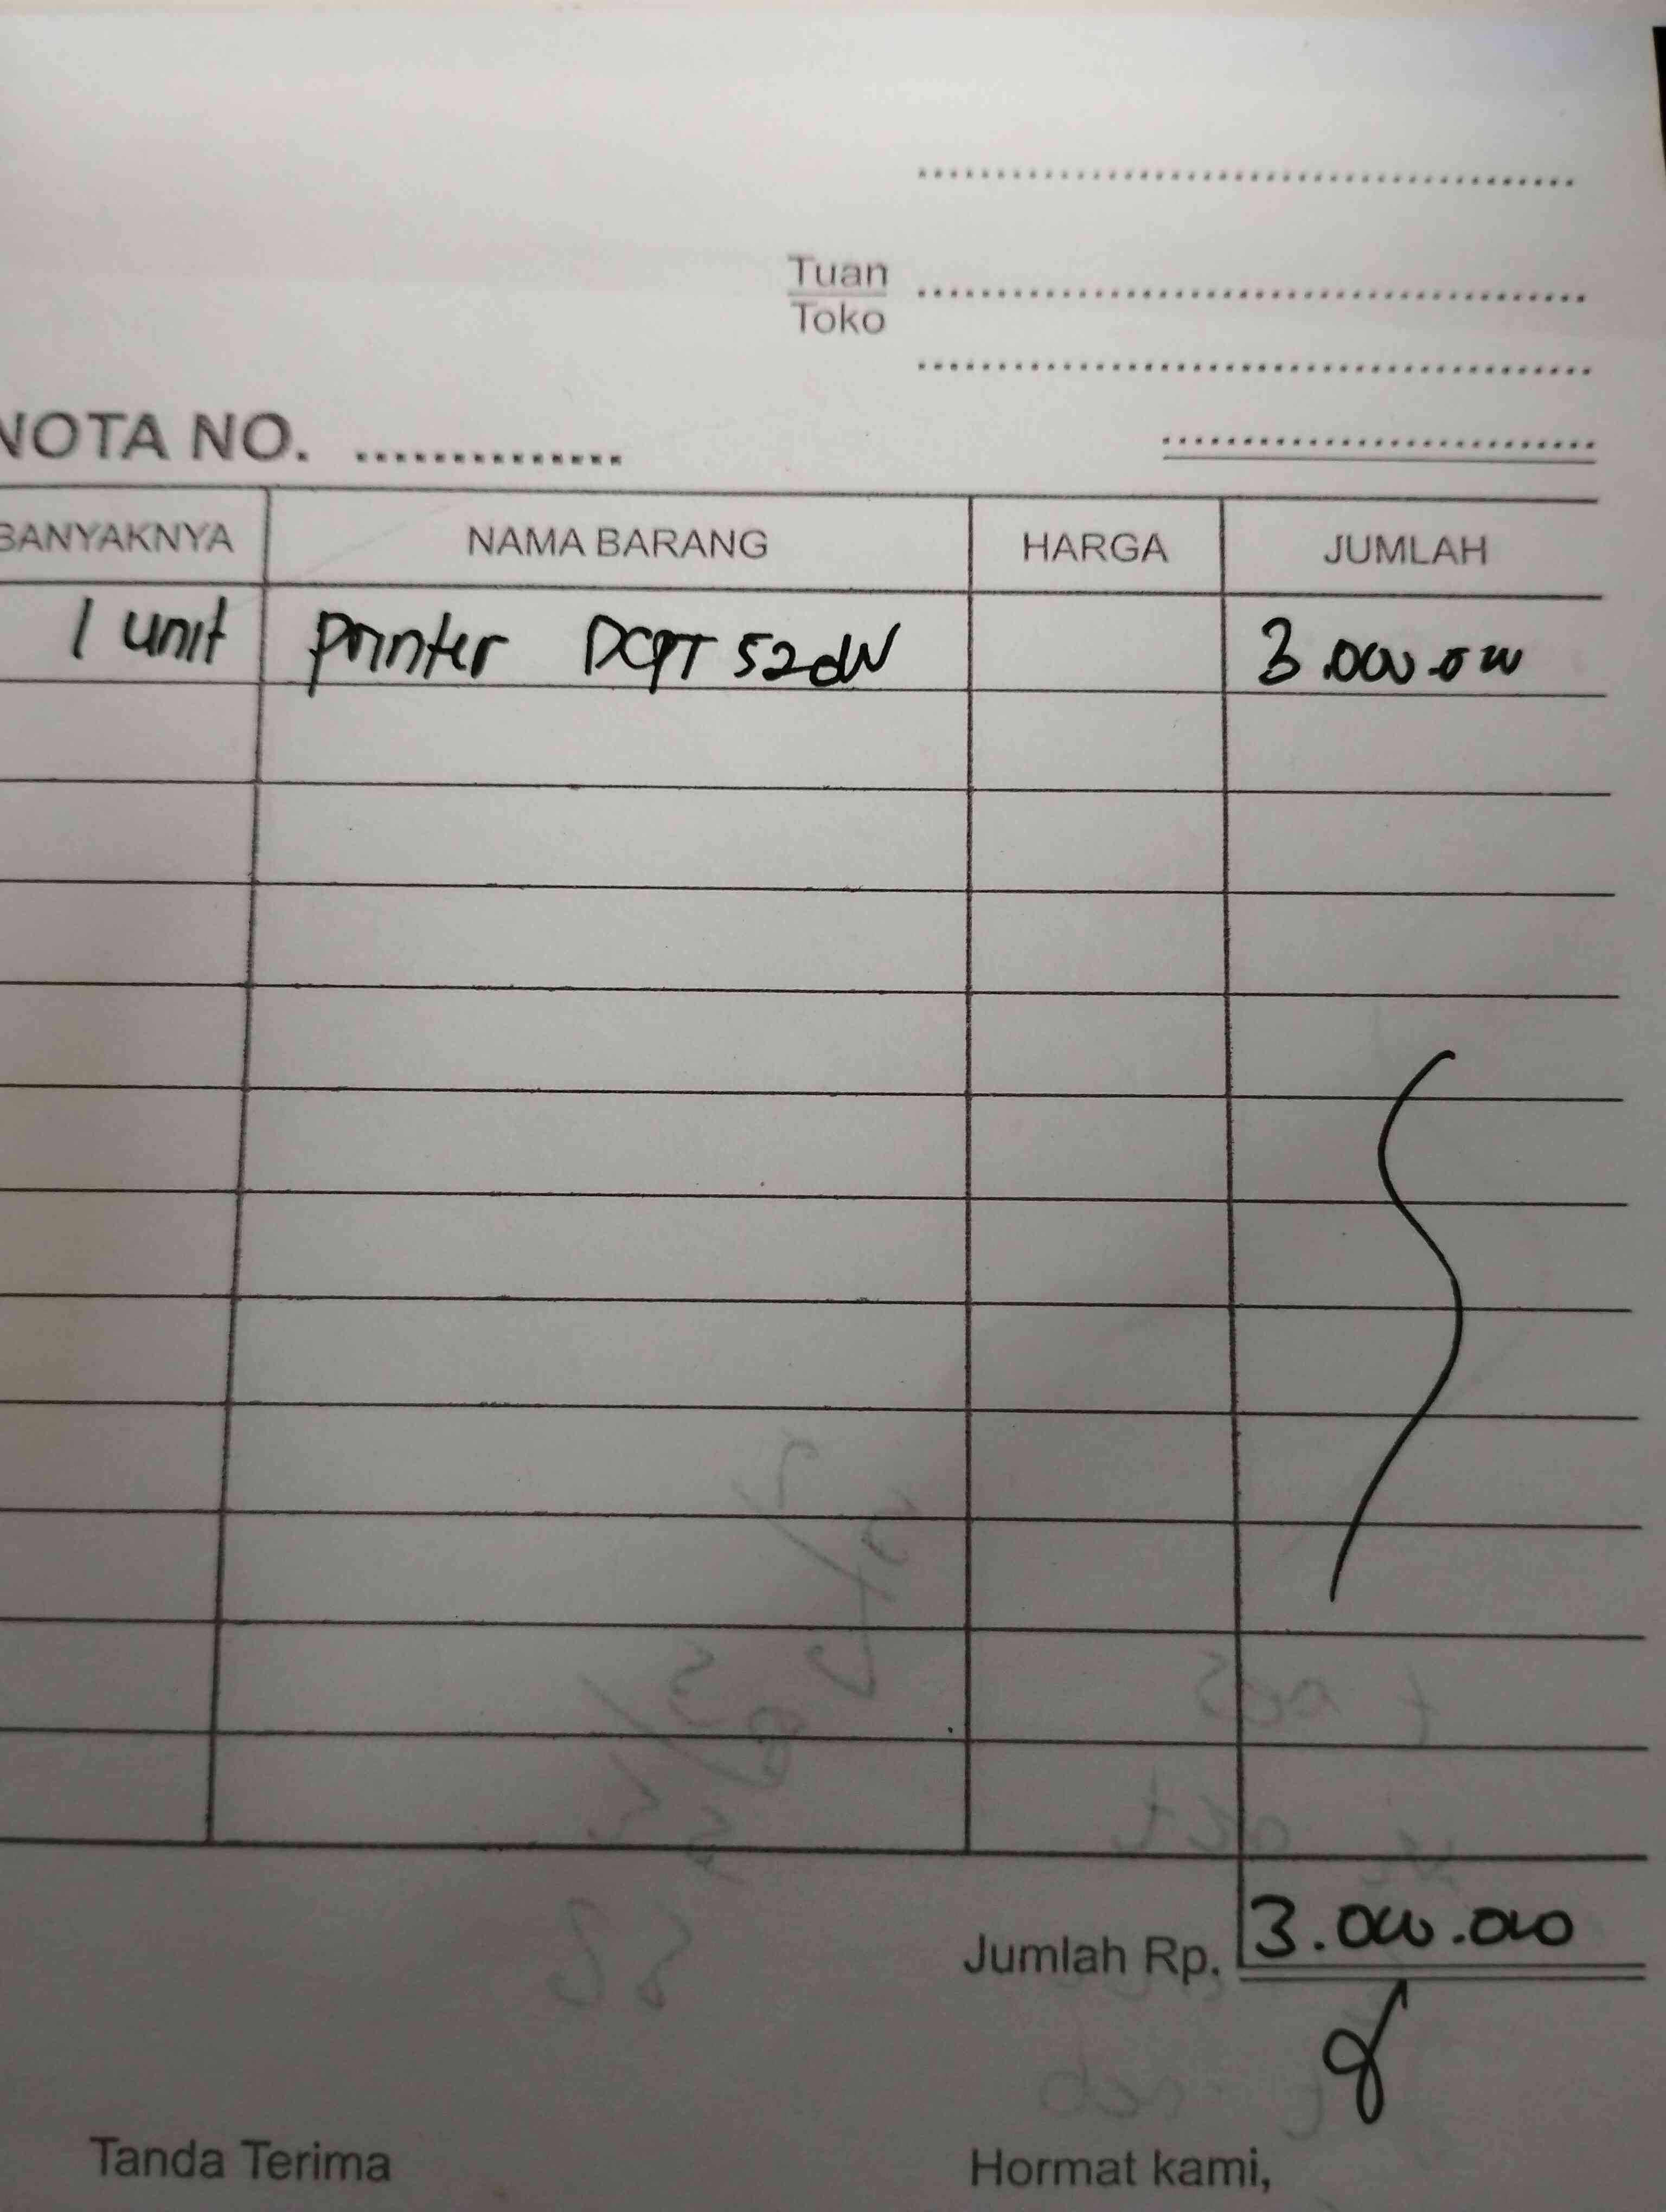 Tuan
Toko
NOTA NO. ..............
BANYAKNYA NAMA BARANG HARGA JUMLAH
1 unit printer DCPT 520W 3.000.000
Jumlah Rp. 3.000.000
Tanda Terima Hormat kami,